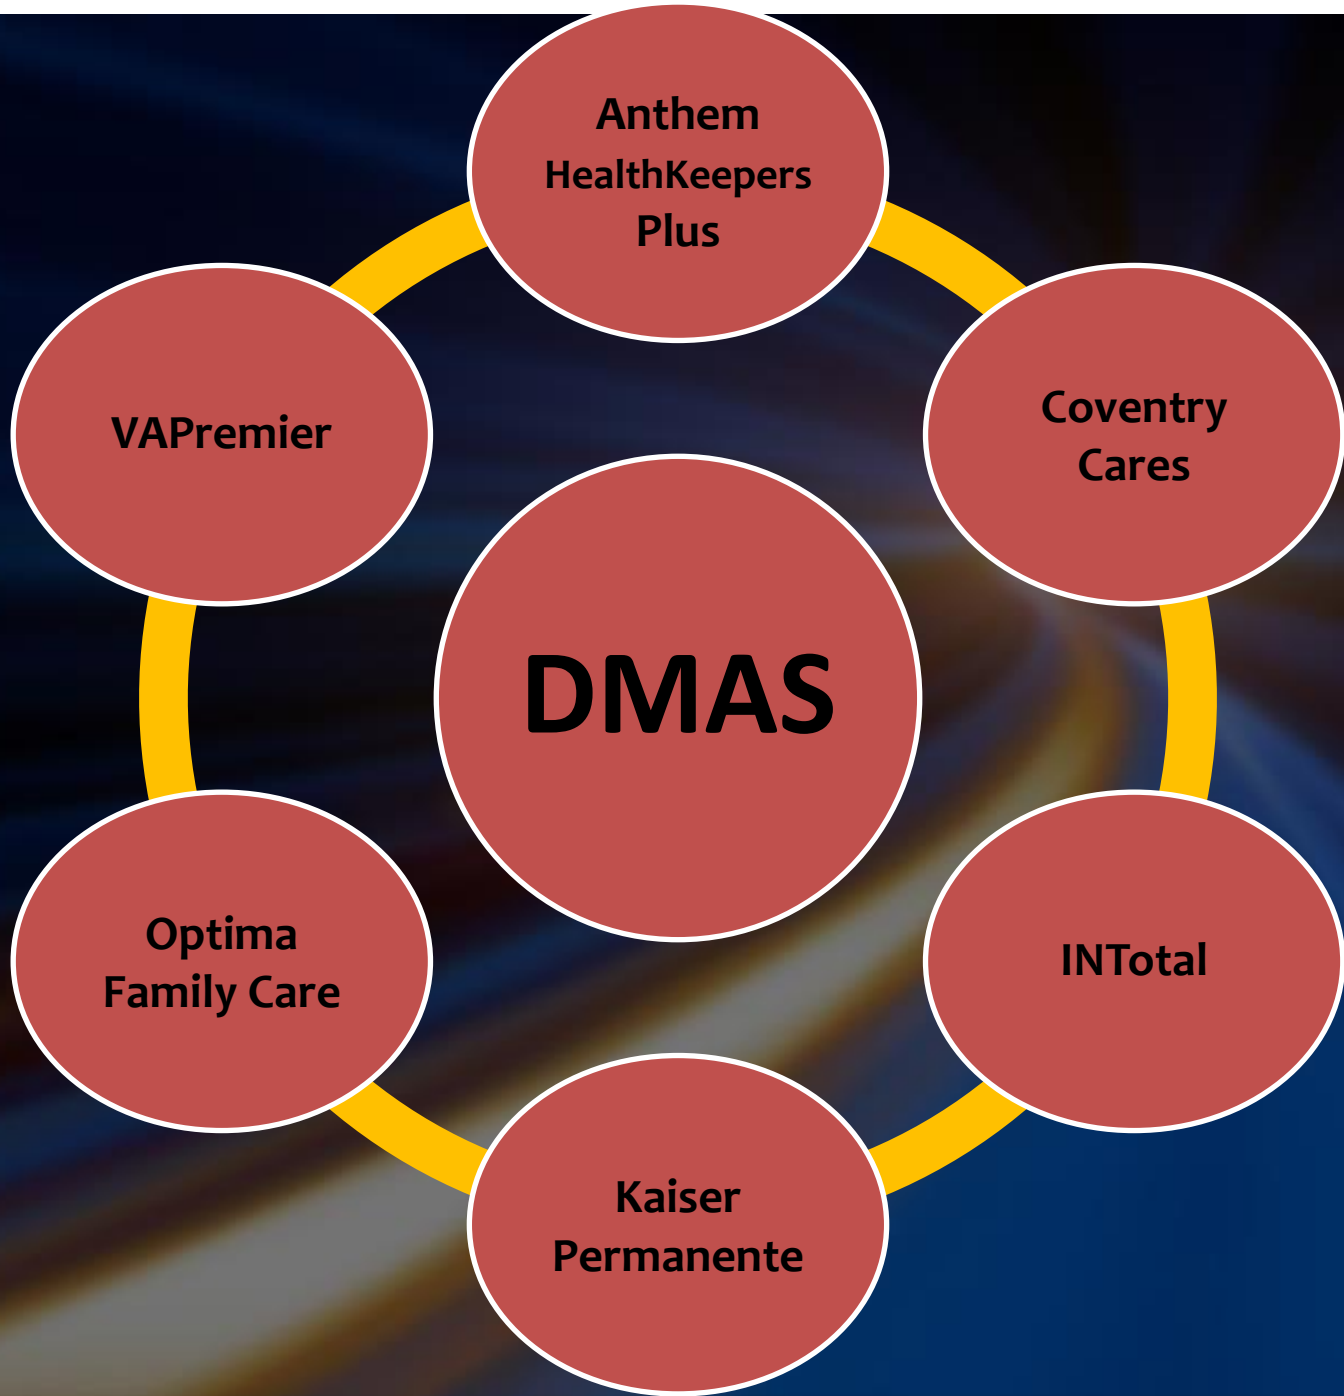 Anthem
HealthKeepers
Plus
Coventry
Cares
INTotal
Kaiser
Permanente
Optima
Family Care
VAPremier
DMAS